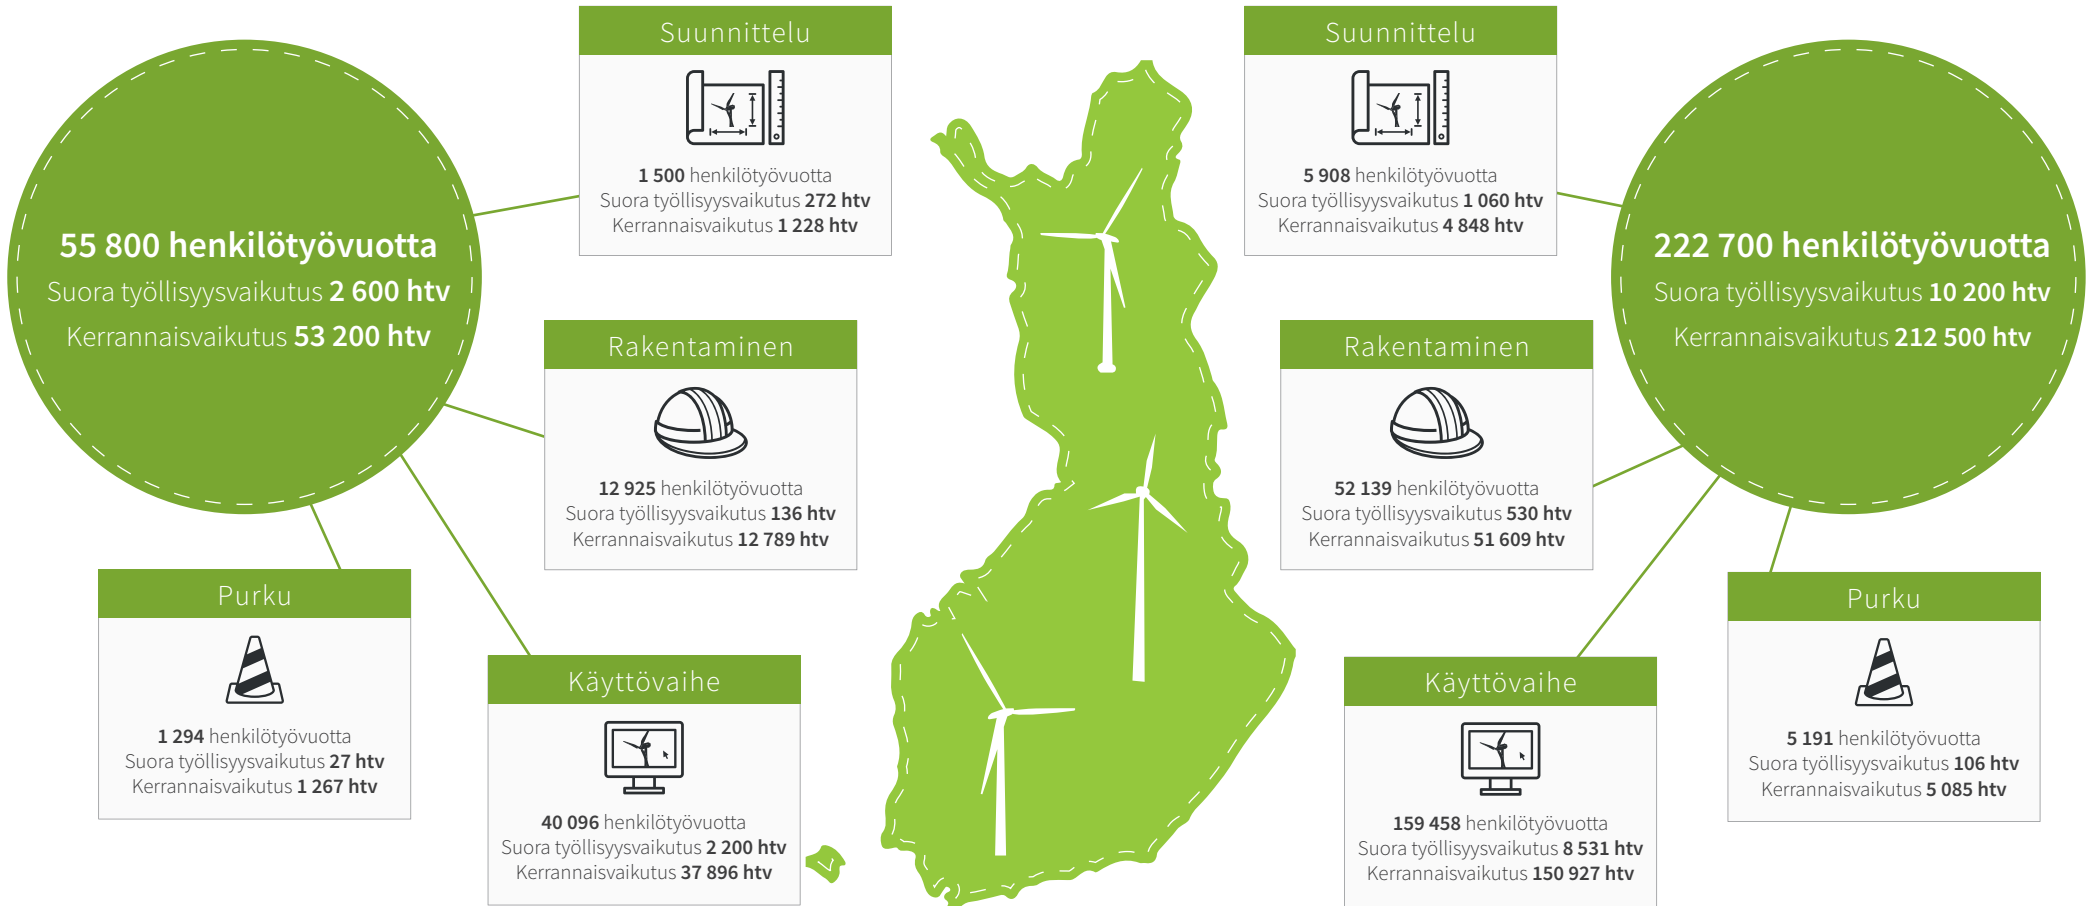 55 800 henkilötyövuotta
Suora työllisyysvaikutus 2 600 htv
Kerrannaisvaikutus 53 200 htv
Suunnittelu
1 500 henkilötyövuotta
Suora työllisyysvaikutus 272 htv
Kerrannaisvaikutus 1 228 htv
Rakentaminen
12 925 henkilötyövuotta
Suora työllisyysvaikutus 136 htv
Kerrannaisvaikutus 12 789 htv
Purku
1 294 henkilötyövuotta
Suora työllisyysvaikutus 27 htv
Kerrannaisvaikutus 1 267 htv
Käyttövaihe
40 096 henkilötyövuotta
Suora työllisyysvaikutus 2 200 htv
Kerrannaisvaikutus 37 896 htv
Suunnittelu
5 908 henkilötyövuotta
Suora työllisyysvaikutus 1 060 htv
Kerrannaisvaikutus 4 848 htv
222 700 henkilötyövuotta
Suora työllisyysvaikutus 10 200 htv
Kerrannaisvaikutus 212 500 htv
Rakentaminen
52 139 henkilötyövuotta
Suora työllisyysvaikutus 530 htv
Kerrannaisvaikutus 51 609 htv
Käyttövaihe
159 458 henkilötyövuotta
Suora työllisyysvaikutus 8 531 htv
Kerrannaisvaikutus 150 927 htv
Purku
5 191 henkilötyövuotta
Suora työllisyysvaikutus 106 htv
Kerrannaisvaikutus 5 085 htv